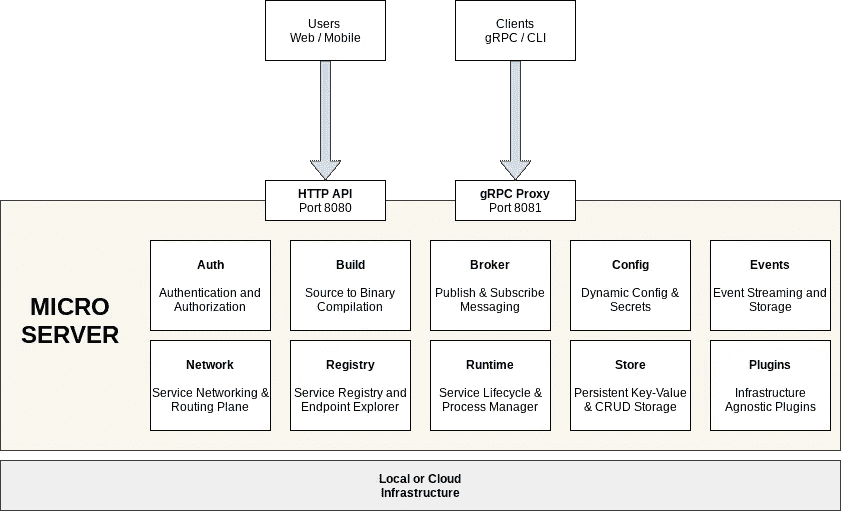 Users
Web / Mobile
Clients
gRPC / CLI
HTTP API
Port 8080
gRPC Proxy
Port 8081
MICRO
SERVER
Auth
Authentication and
Authorization
Build
Source to Binary
Compilation
Broker
Publish & Subscribe
Messaging
Config
Dynamic Config &
Secrets
Events
Event Streaming and
Storage
Network
Service Networking &
Routing Plane
Registry
Service Registry and
Endpoint Explorer
Runtime
Service Lifecycle &
Process Manager
Store
Persistent Key-Value
& CRUD Storage
Plugins
Infrastructure
Agnostic Plugins
Local or Cloud
Infrastructure